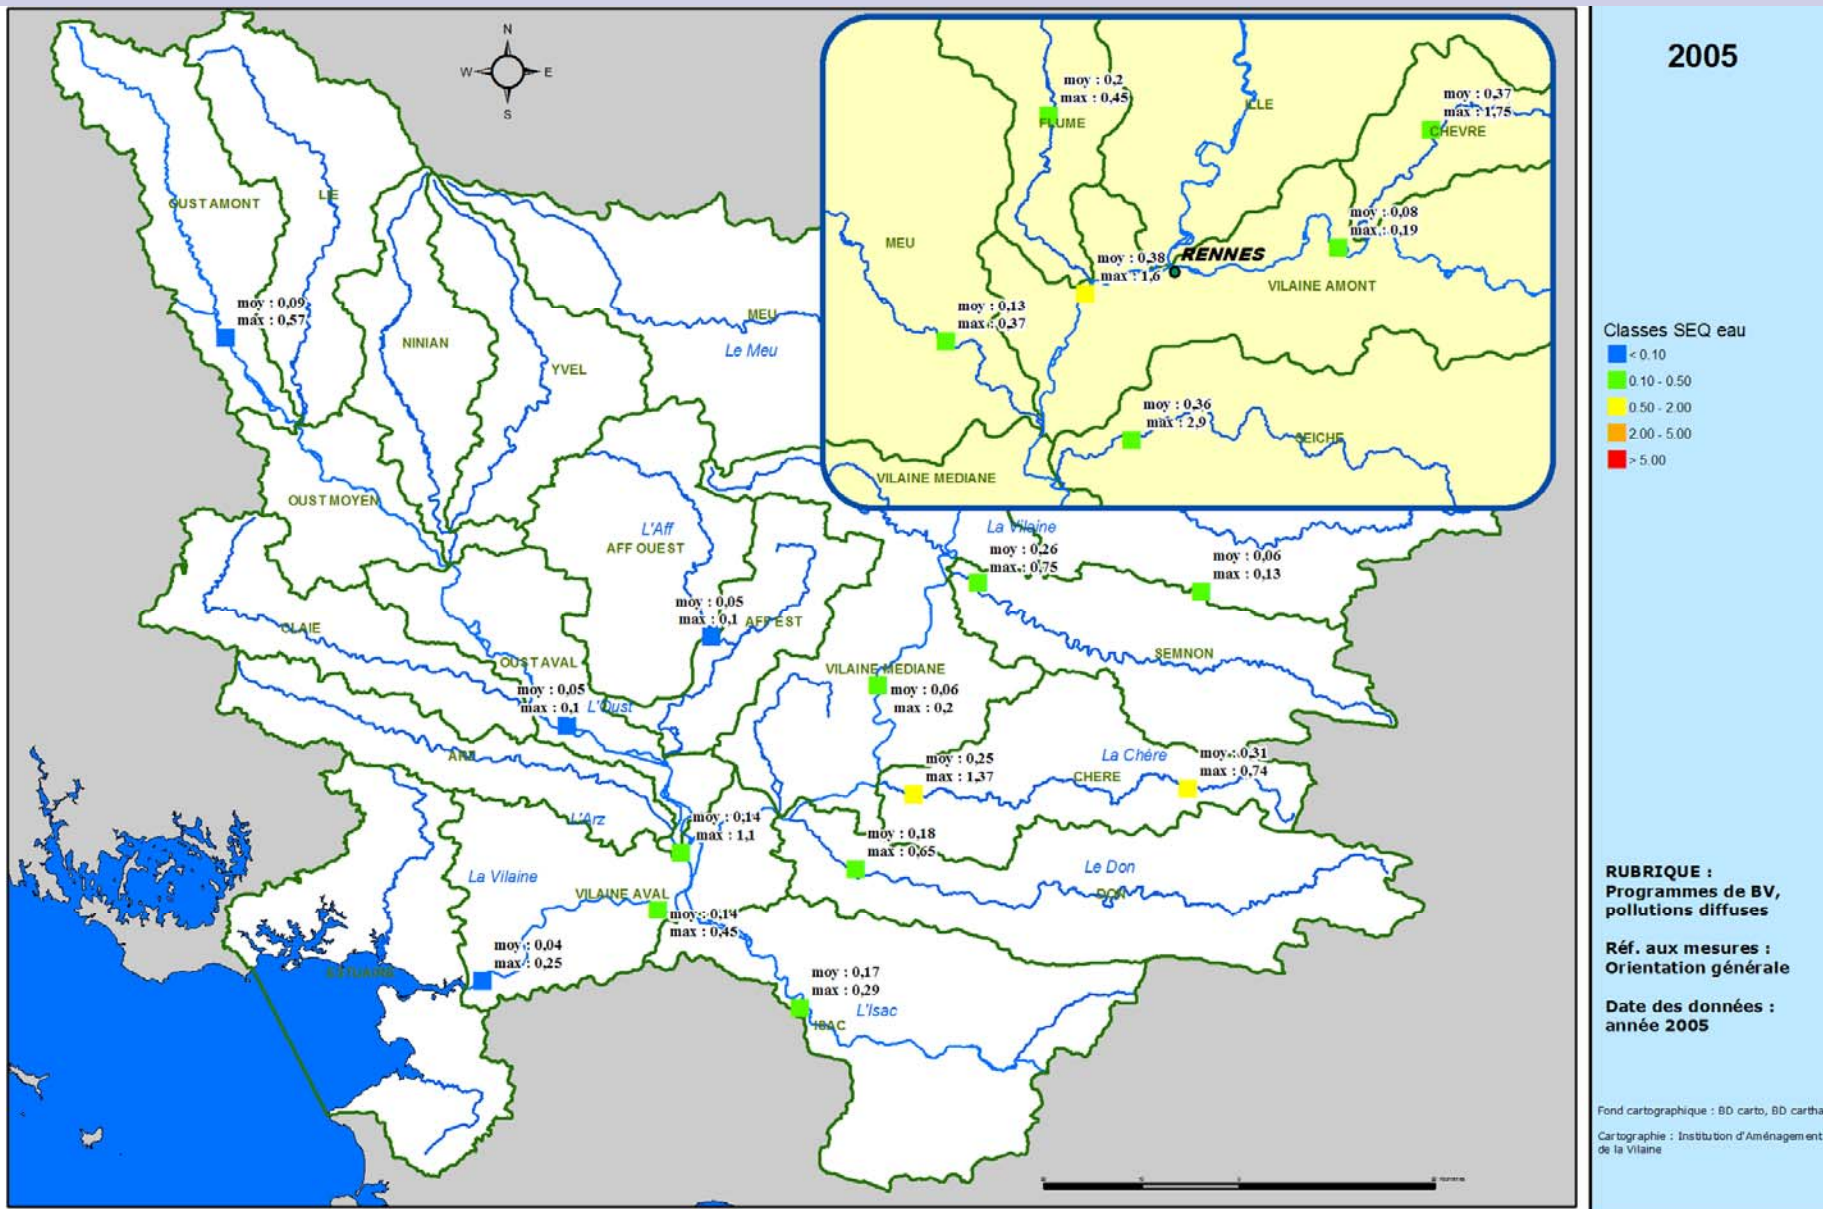 2005
N
W
E
S
moy : 0,2
max : 0,45
FLUME
ILLE
moy : 0,37
max : 1,75
CHEVRE
moy : 0,08
max : 0,19
MEU
RENNES
moy : 0,38
max : 1,6
VILAINE AMONT
moy : 0,13
max : 0,37
moy : 0,36
max : 2,9
SEICHE
VILAINE MEDIANE
OUST AMONT
LIE
moy : 0,09
max : 0,57
NINIAN
YVEL
MEU
Le Meu
OUST MOYEN
L'Aff
AFF OUEST
La Vilaine
moy : 0,26
max : 0,75
moy : 0,06
max : 0,13
moy : 0,05
max : 0,1
AFF EST
CLAIE
OUST AVAL
VILAINE MEDIANE
SEMNON
moy : 0,05
max : 0,1
L'Oust
moy : 0,06
max : 0,2
ARZ
moy : 0,25
max : 1,37
La Chére
CHERE
moy : 0,31
max : 0,74
L'Arz
moy : 0,14
max : 1,1
moy : 0,18
max : 0,65
Le Don
DON
La Vilaine
VILAINE AVAL
moy : 0,14
max : 0,45
moy : 0,04
max : 0,25
ESTUAIRE
moy : 0,17
max : 0,29
L'Isac
ISAC
Classes SEQ eau
< 0.10
0.10 - 0.50
0.50 - 2.00
2.00 - 5.00
> 5.00
RUBRIQUE :
Programmes de BV,
pollutions diffuses
Réf. aux mesures :
Orientation générale
Date des données :
année 2005
Fond cartographique : BD carto, BD cartha
Cartographie : Institution d'Aménagement
de la Vilaine